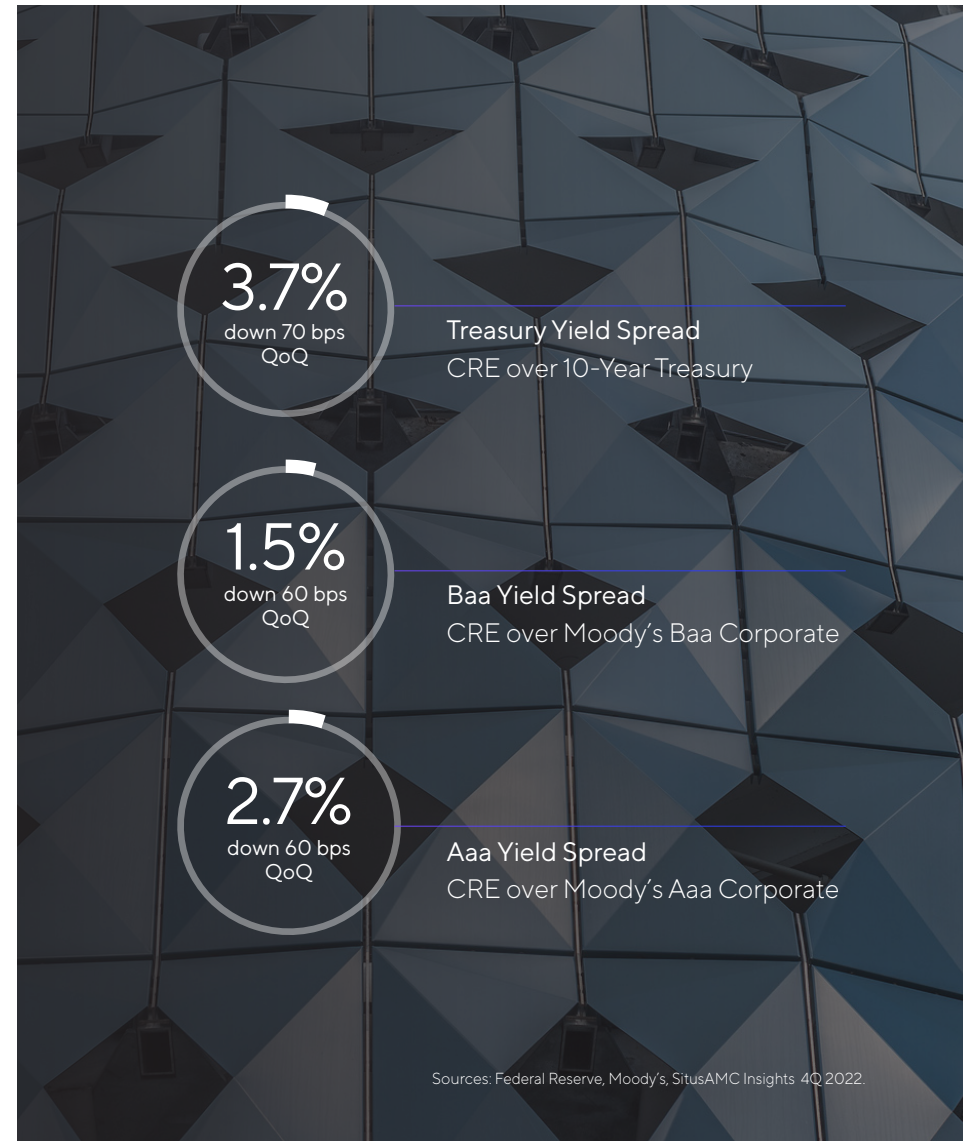 3.7%
down 70 bps
QoQ
Treasury Yield Spread
CRE over 10-Year Treasury
1.5%
down 60 bps
QoQ
Baa Yield Spread
CRE over Moody’s Baa Corporate
2.7%
down 60 bps
QoQ
Aaa Yield Spread
CRE over Moody’s Aaa Corporate
Sources: Federal Reserve, Moody’s, SitusAMC Insights 4Q 2022.